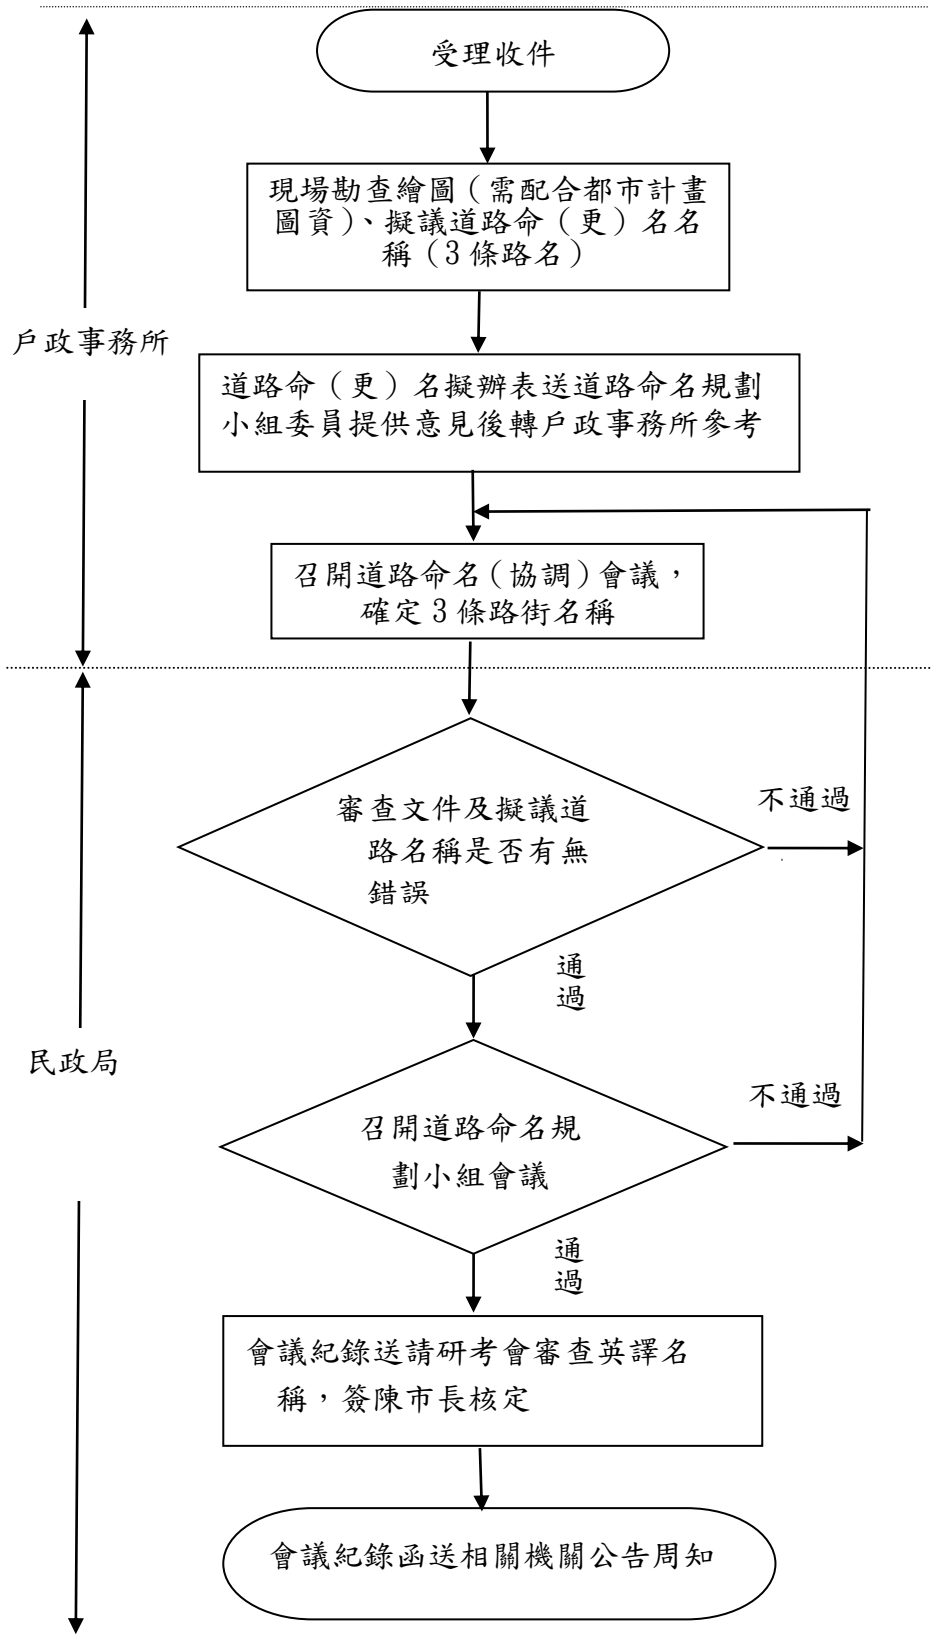 受理收件
現場勘查繪圖（需配合都市計畫
圖資）、擬議道路命（更）名名
稱（3 條路名）
戶政事務所
道路命（更）名擬辦表送道路命名規劃
小組委員提供意見後轉戶政事務所參考
召開道路命名（協調）會議，
確定 3 條路街名稱
審查文件及擬議道
路名稱是否有無
錯誤
不通過
通
過
民政局
召開道路命名規
劃小組會議
不通過
通
過
會議紀錄送請研考會審查英譯名
稱，簽陳市長核定
會議紀錄函送相關機關公告周知